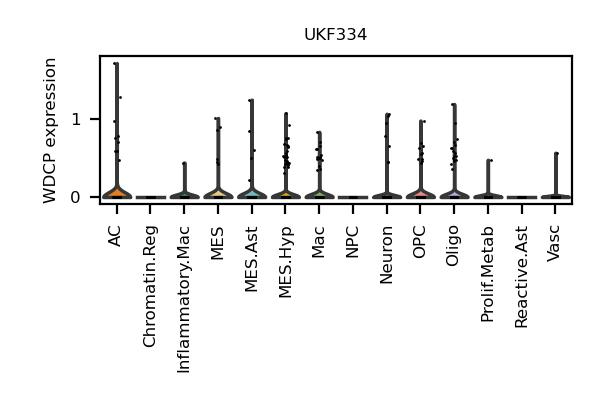 UKF334
WDCP expression
1
0
AC
Chromatin.Reg
Inflammatory.Mac
MES
MES.Ast
MES.Hyp
Mac
NPC
Neuron
OPC
Oligo
Prolif.Metab
Reactive.Ast
Vasc